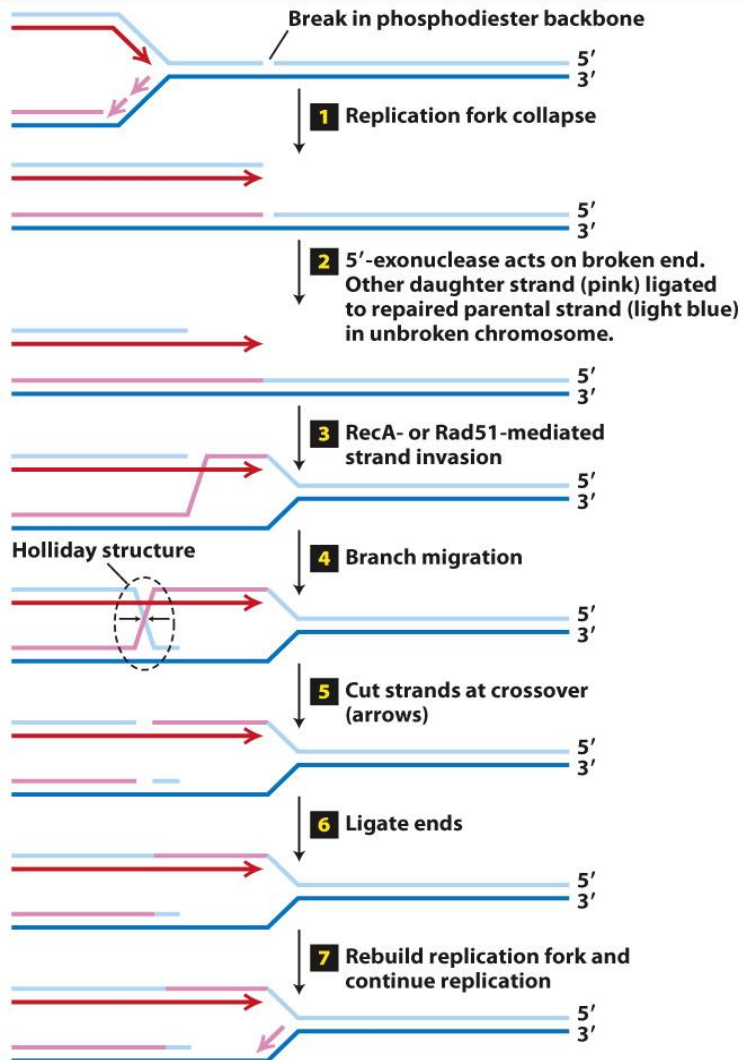 Break in phosphodiester backbone
5′
3′
1 Replication fork collapse
5′
3′
2 5′-exonuclease acts on broken end.
Other daughter strand (pink) ligated
to repaired parental strand (light blue)
in unbroken chromosome.
5′
3′
3 RecA- or Rad51-mediated
strand invasion
5′
3′
Holliday structure
4 Branch migration
5′
3′
5 Cut strands at crossover
(arrows)
5′
3′
6 Ligate ends
5′
3′
7 Rebuild replication fork and
continue replication
5′
3′